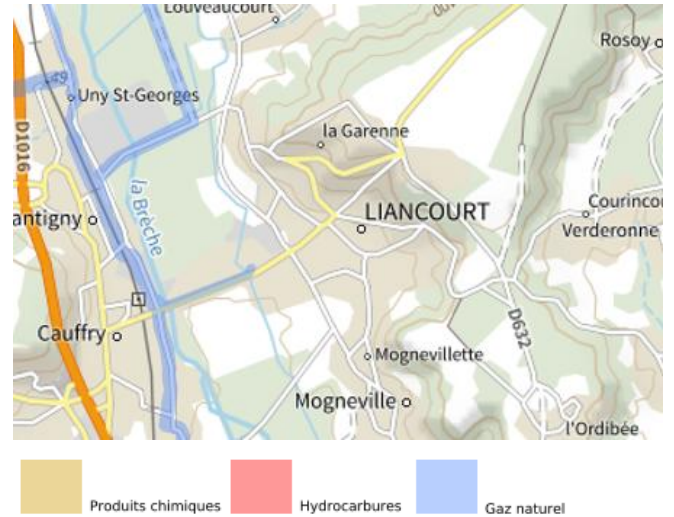 Louveaucourt
Rosoy
49
Uny St-Georges
la Garenne
D1016
la Brèche
LIANCOURT
Courincou
antigny
Verderonne
D632
Cauffry
Mognevillette
Mogneville
l'Ordibée
Produits chimiques
Hydrocarbures
Gaz naturel